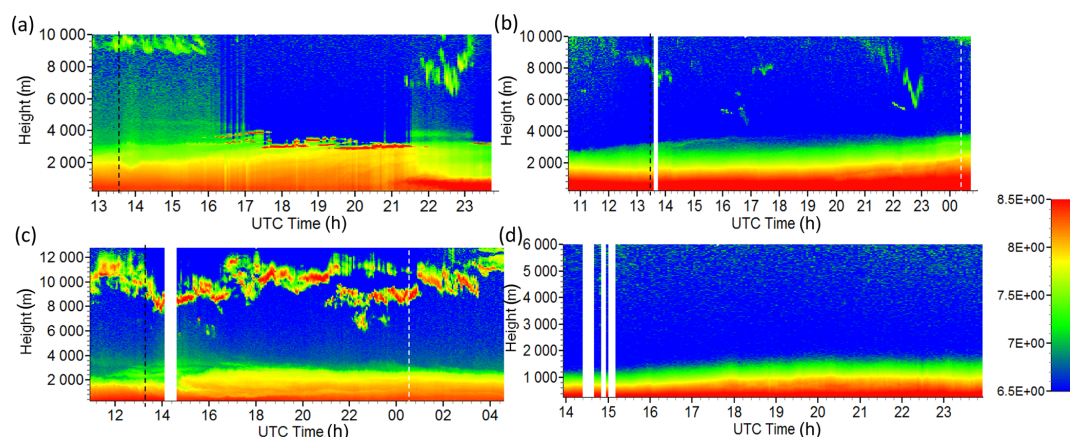 (a)
10 000
8 000
6 000
4 000
2 000
Height (m)
13 14 15 16 17 18 19 20 21 22 23
UTC Time (h)
(b)
10 000
8 000
6 000
4 000
2 000
Height (m)
11 12 13 14 15 16 17 18 19 20 21 22 23 00
UTC Time (h)
(c)
12 000
10 000
8 000
6 000
4 000
2 000
Height (m)
12 14 16 18 20 22 00 02 04
UTC Time (h)
(d)
6 000
5 000
4 000
3 000
2 000
1 000
Height (m)
14 15 16 17 18 19 20 21 22 23
UTC Time (h)
8.5E+00
8E+00
7.5E+00
7E+00
6.5E+00